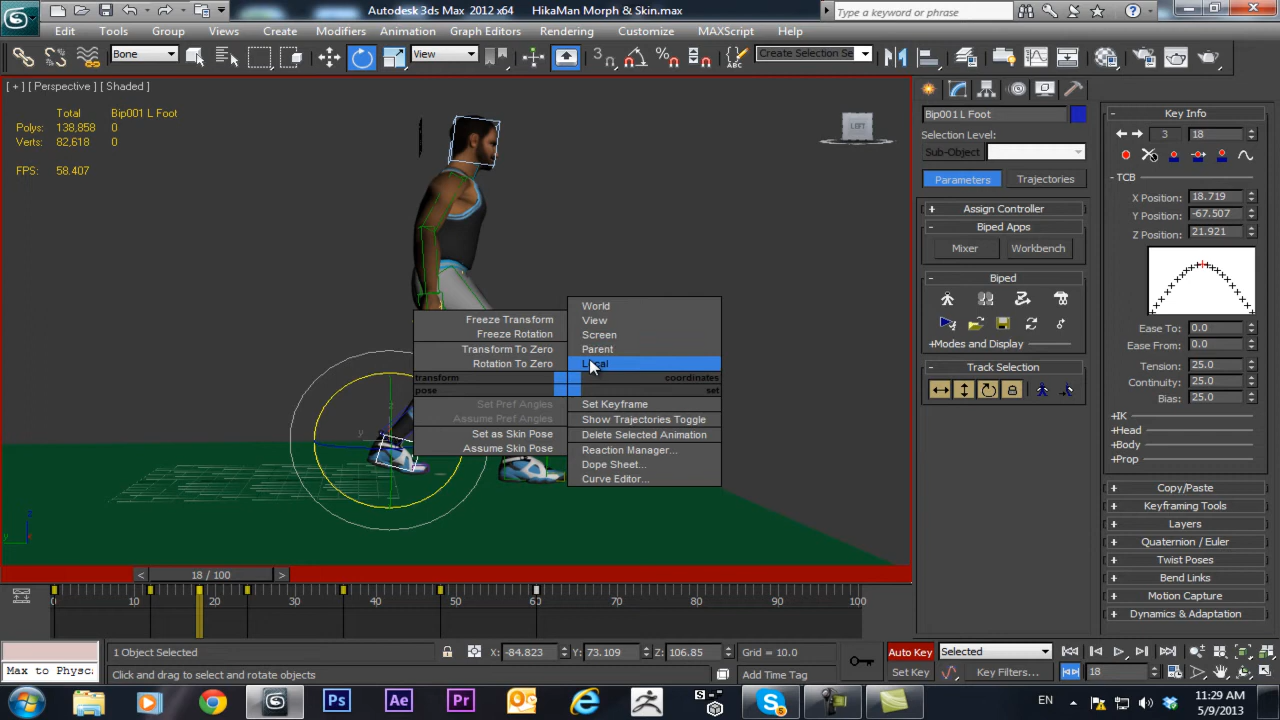 Autodesk 3ds Max 2012 x64 HikaMan Morph & Skin.max
Type a keyword or phrase
Edit Tools Group Views Create Modifiers Animation Graph Editors Rendering Customize MAXScript Help
Bone View 3 Create Selection Se
[ + ] [ Perspective ] [ Shaded ]
Total Bip001 L Foot
Polys: 138,858 0
Verts: 82,618 0
FPS: 58.407
LEFT
Freeze Transform
Freeze Rotation
Transform To Zero
Rotation To Zero
transform
pose
Set Pref Angles
Assume Pref Angles
Set as Skin Pose
Assume Skin Pose
World
View
Screen
Parent
Local
coordinates
set
Set Keyframe
Show Trajectories Toggle
Delete Selected Animation
Reaction Manager...
Dope Sheet...
Curve Editor...
Bip001 L Foot
Selection Level:
Sub-Object
Parameters Trajectories
+ Assign Controller
- Biped Apps
Mixer Workbench
- Biped
+Modes and Display
- Track Selection
- Key Info
3 18
- TCB
X Position 18.719
Y Position -67.507
Z Position 21.921
Ease To: 0.0
Ease From: 0.0
Tension: 25.0
Continuity: 25.0
Bias: 25.0
+IK
+Head
+Body
+Prop
+ Copy/Paste
+ Keyframing Tools
+ Layers
+ Quaternion / Euler
+ Twist Poses
+ Bend Links
+ Motion Capture
+ Dynamics & Adaptation
< 18 / 100 >
0 10 20 30 40 50 60 70 80 90 100
1 Object Selected X: -84.823 Y: 73.109 Z: 106.85 Grid = 10.0 Auto Key Selected
Max to Physc: Click and drag to select and rotate objects Add Time Tag Set Key Key Filters... 18
Ps Ae Pr S
EN 11:29 AM
5/9/2013